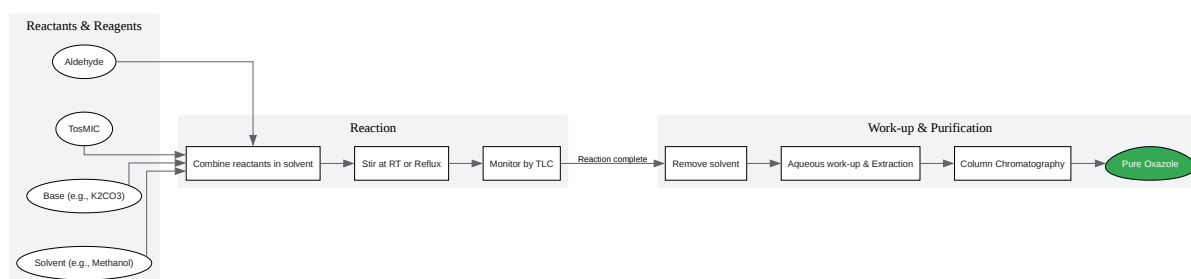 Reactants & Reagents
Aldehyde
TosMIC
Base (e.g., K2CO3)
Solvent (e.g., Methanol)
Reaction
Combine reactants in solvent
Stir at RT or Reflux
Monitor by TLC
Reaction complete
Work-up & Purification
Remove solvent
Aqueous work-up & Extraction
Column Chromatography
Pure Oxazole